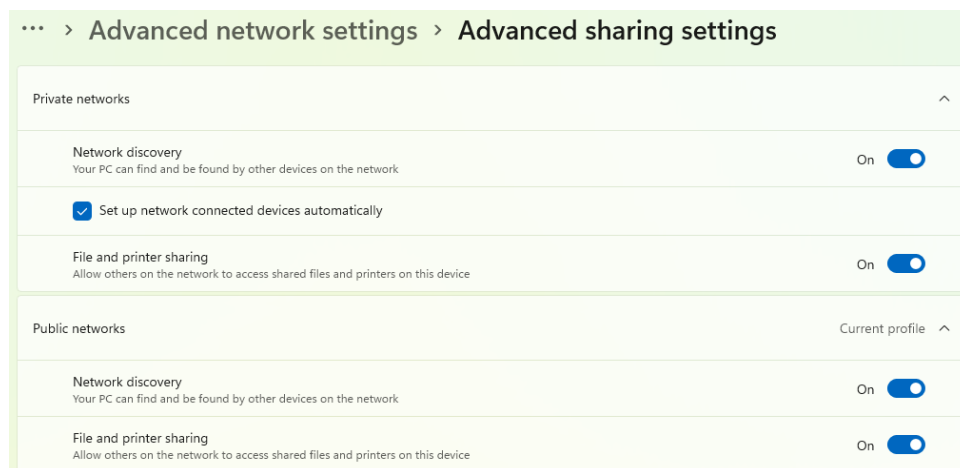 ··· > Advanced network settings > Advanced sharing settings
Private networks
Network discovery
Your PC can find and be found by other devices on the network
On
Set up network connected devices automatically
File and printer sharing
Allow others on the network to access shared files and printers on this device
On
Public networks
Current profile
Network discovery
Your PC can find and be found by other devices on the network
On
File and printer sharing
Allow others on the network to access shared files and printers on this device
On